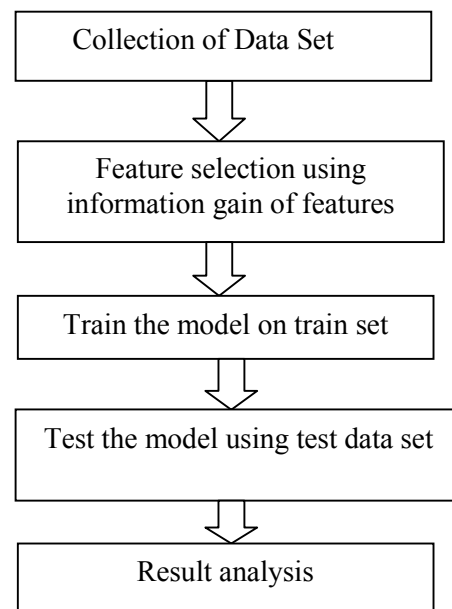 Collection of Data Set
Feature selection using
information gain of features
Train the model on train set
Test the model using test data set
Result analysis